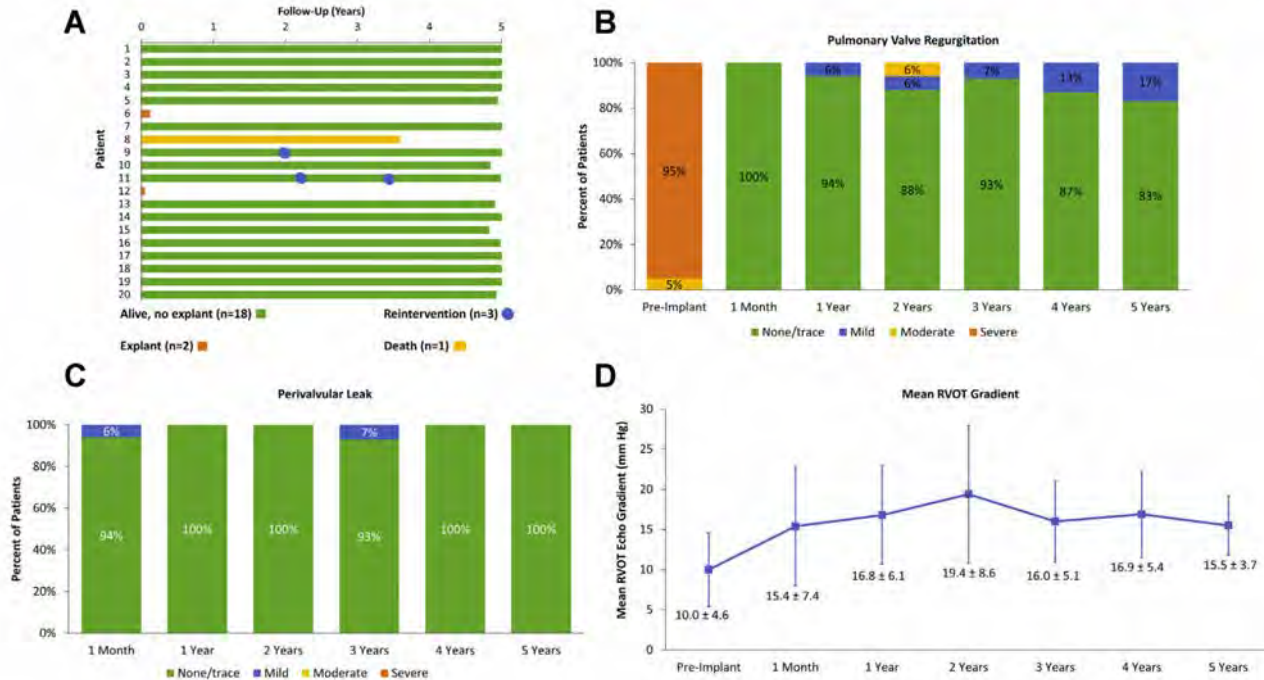 A
Follow-Up (Years)
0 1 2 3 4 5
Patient
1
2
3
4
5
6
7
8
9
10
11
12
13
14
15
16
17
18
19
20
Alive, no explant (n=18)
Reintervention (n=3)
Explant (n=2)
Death (n=1)
B
Pulmonary Valve Regurgitation
Percent of Patients
100%
80%
60%
40%
20%
0%
95%
5%
100%
6%
94%
6%
6%
88%
7%
93%
13%
87%
17%
83%
Pre-Implant 1 Month 1 Year 2 Years 3 Years 4 Years 5 Years
None/trace Mild Moderate Severe
C
Perivalvular Leak
Percent of Patients
100%
80%
60%
40%
20%
0%
6%
94%
100%
100%
7%
93%
100%
100%
1 Month 1 Year 2 Years 3 Years 4 Years 5 Years
None/trace Mild Moderate Severe
D
Mean RVOT Gradient
Mean RVOT Echo Gradient (mm Hg)
30
25
20
15
10
5
0
10.0 ± 4.6
15.4 ± 7.4
16.8 ± 6.1
19.4 ± 8.6
16.0 ± 5.1
16.9 ± 5.4
15.5 ± 3.7
Pre-Implant 1 Month 1 Year 2 Years 3 Years 4 Years 5 Years